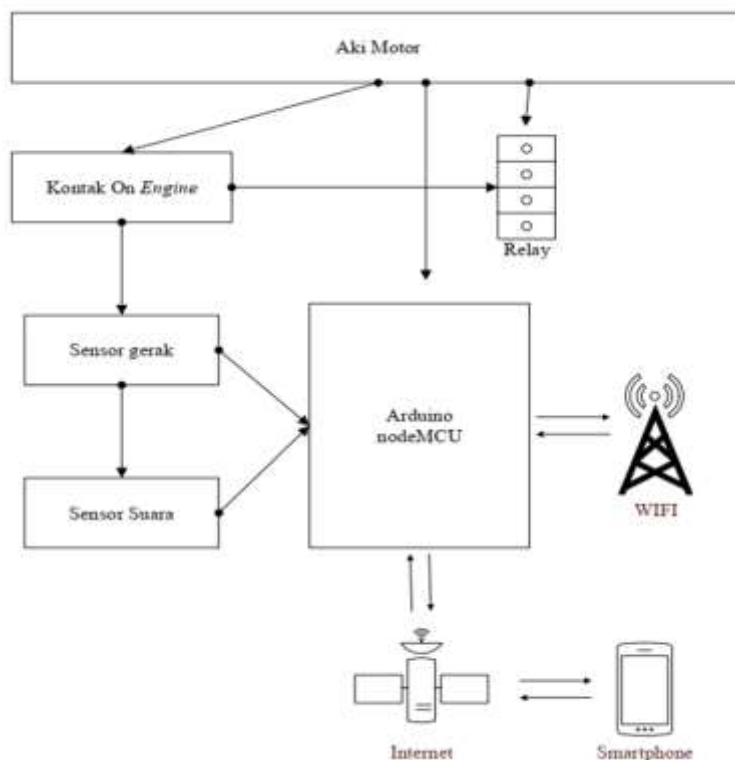 Aki Motor
Kontak On Engine
Relay
Sensor gerak
Arduino
nodeMCU
Sensor Suara
WIFI
Internet
Smartphone